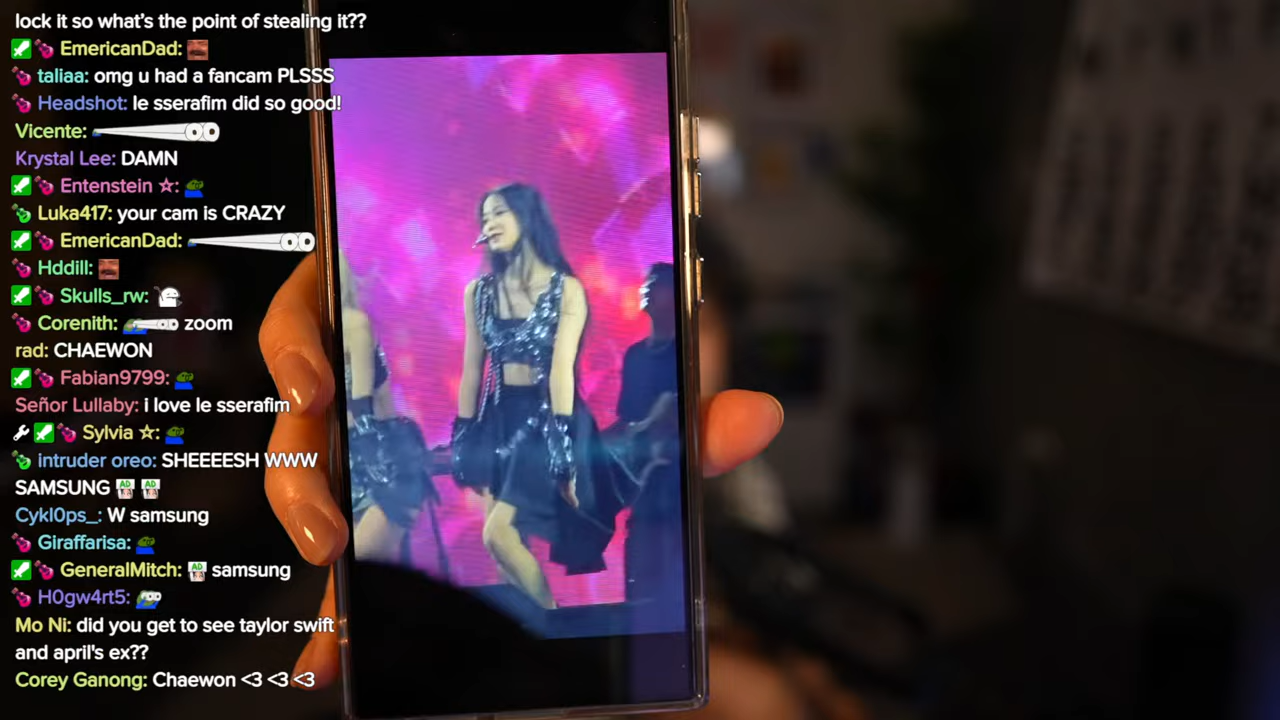 lock it so what's the point of stealing it??
EmericanDad:
taliaa: omg u had a fancam PLSSS
Headshot: le sserafim did so good!
Vicente:
Krystal Lee: DAMN
Entenstein ☆:
Luka417: your cam is CRAZY
EmericanDad:
Hddill:
Skulls_rw:
Corenith: zoom
rad: CHAEWON
Fabian9799:
Señor Lullaby: i love le sserafim
Sylvia ☆:
intruder oreo: SHEEEESH WWW
SAMSUNG AD AD
Cykl0ps_: W samsung
Giraffarisa:
GeneralMitch: AD samsung
H0gw4rt5:
Mo Ni: did you get to see taylor swift
and april's ex??
Corey Ganong: Chaewon <3 <3 <3